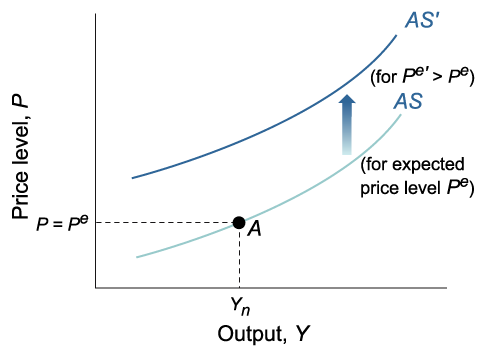 AS'
(for Pe' > Pe)
AS
(for expected
price level Pe)
Price level, P
P = Pe
A
Yn
Output, Y